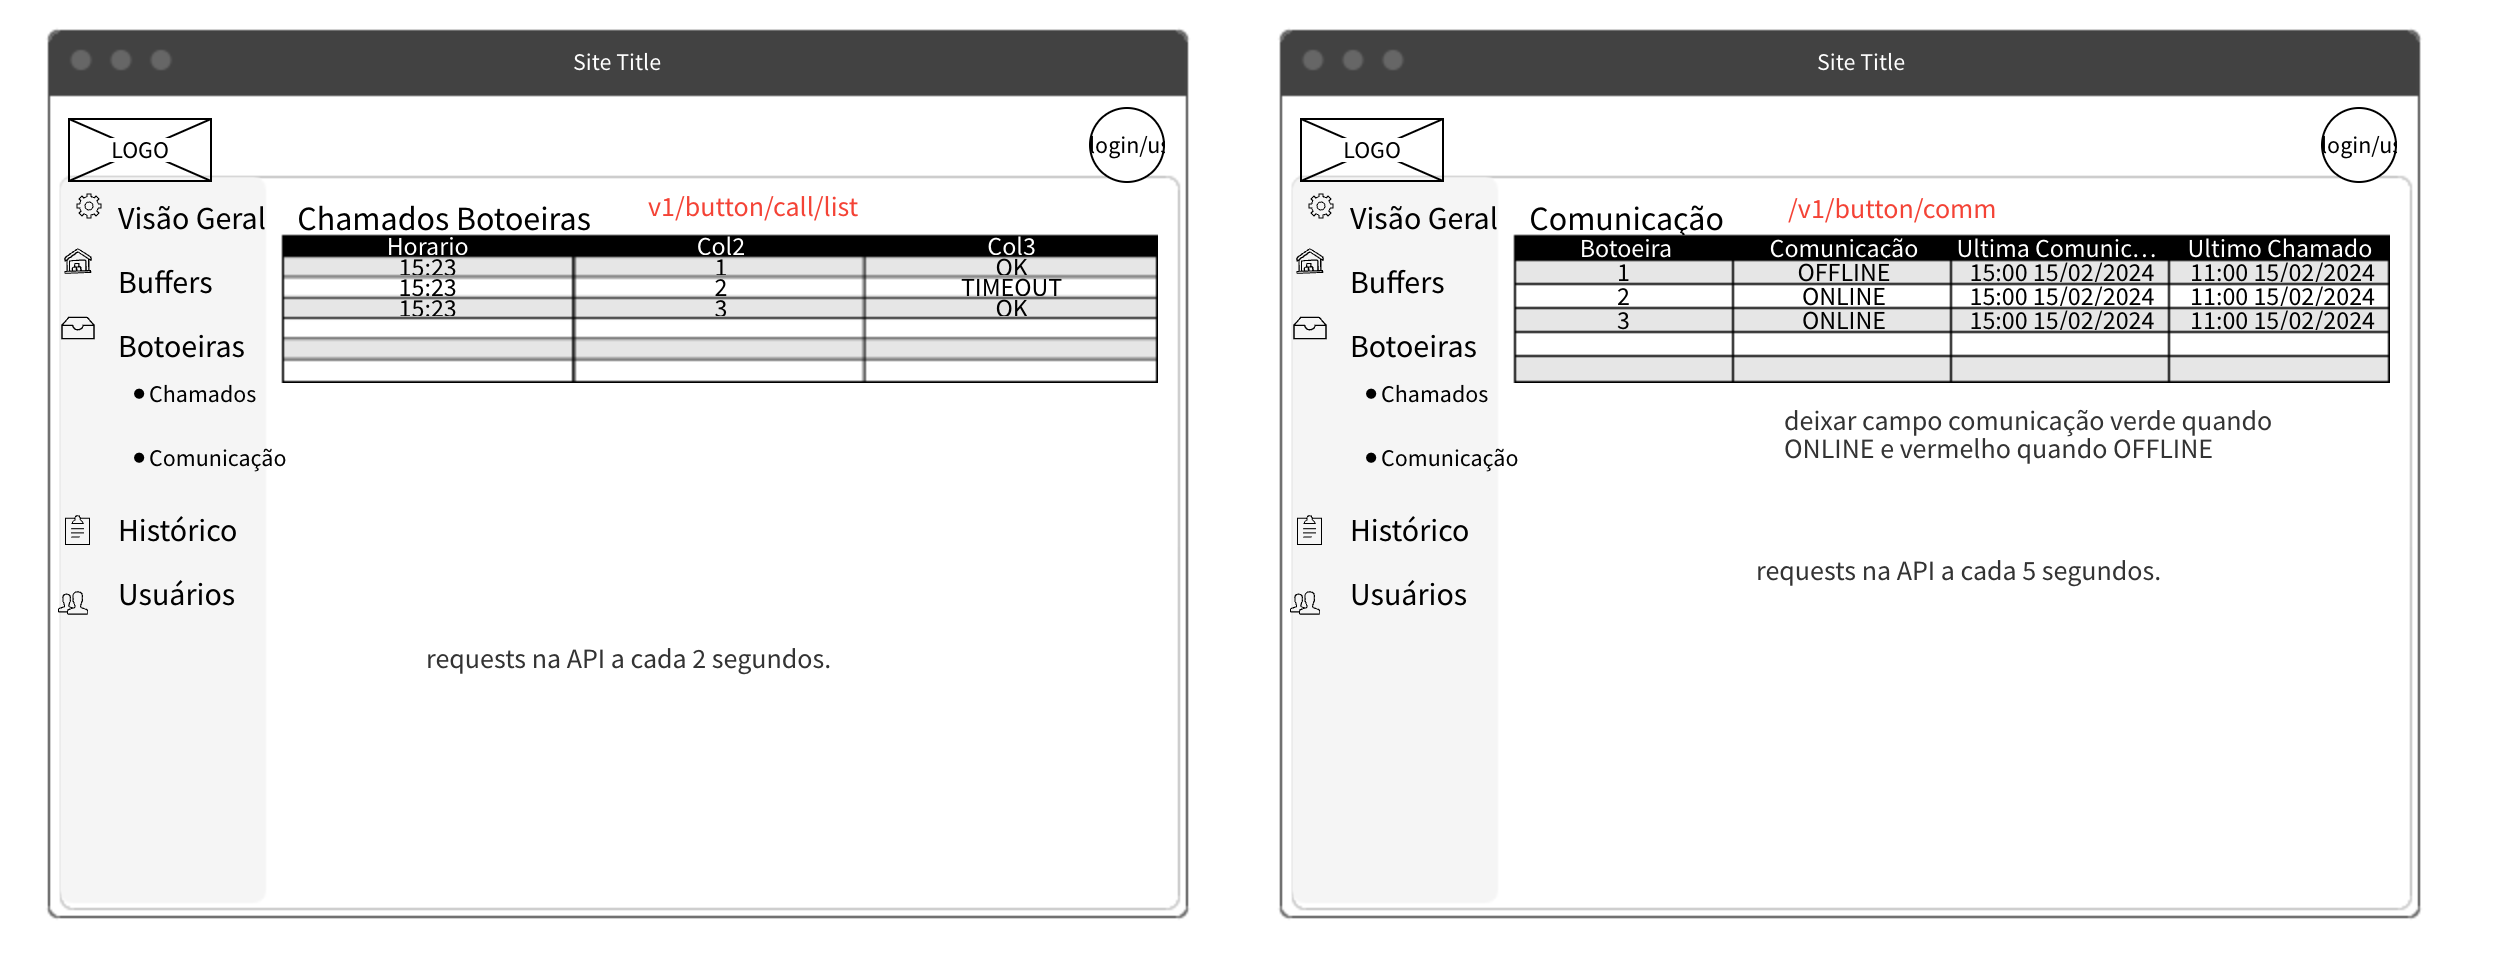 Site Title
LOGO
login/us
Visão Geral
Buffers
Botoeiras
Chamados
Comunicação
Histórico
Usuários
Chamados Botoeiras
v1/button/call/list
Horario Col2 Col3
15:23 1 OK
15:23 2 TIMEOUT
15:23 3 OK
requests na API a cada 2 segundos.
Site Title
LOGO
login/us
Visão Geral
Buffers
Botoeiras
Chamados
Comunicação
Histórico
Usuários
Comunicação
/v1/button/comm
Botoeira Comunicação Ultima Comunic... Ultimo Chamado
1 OFFLINE 15:00 15/02/2024 11:00 15/02/2024
2 ONLINE 15:00 15/02/2024 11:00 15/02/2024
3 ONLINE 15:00 15/02/2024 11:00 15/02/2024
deixar campo comunicação verde quando
ONLINE e vermelho quando OFFLINE
requests na API a cada 5 segundos.